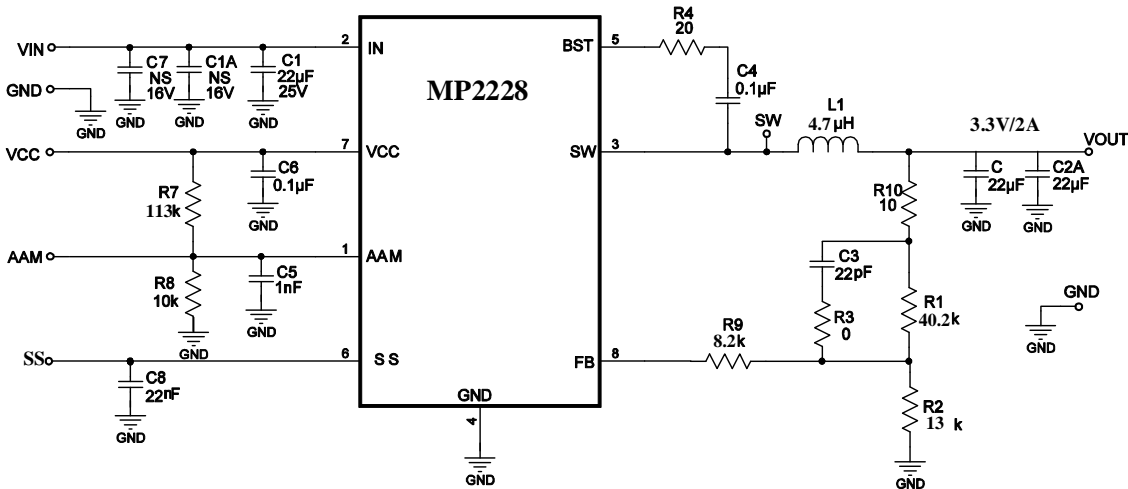 VIN
GND
GND
C7
NS
16V
GND
C1A
NS
16V
GND
C1
22µF
25V
GND
2
IN
MP2228
BST
5
R4
20
C4
0.1µF
SW
L1
4.7µH
3.3V/2A
VOUT
VCC
C6
0.1µF
GND
7
VCC
SW
3
C
22µF
GND
C2A
22µF
GND
R7
113k
R10
10
AAM
R8
10k
GND
C5
1nF
GND
1
AAM
C3
22pF
R3
0
R1
40.2k
GND
GND
SS
C8
22nF
GND
6
SS
FB
8
R9
8.2k
R2
13 k
GND
GND
4
GND